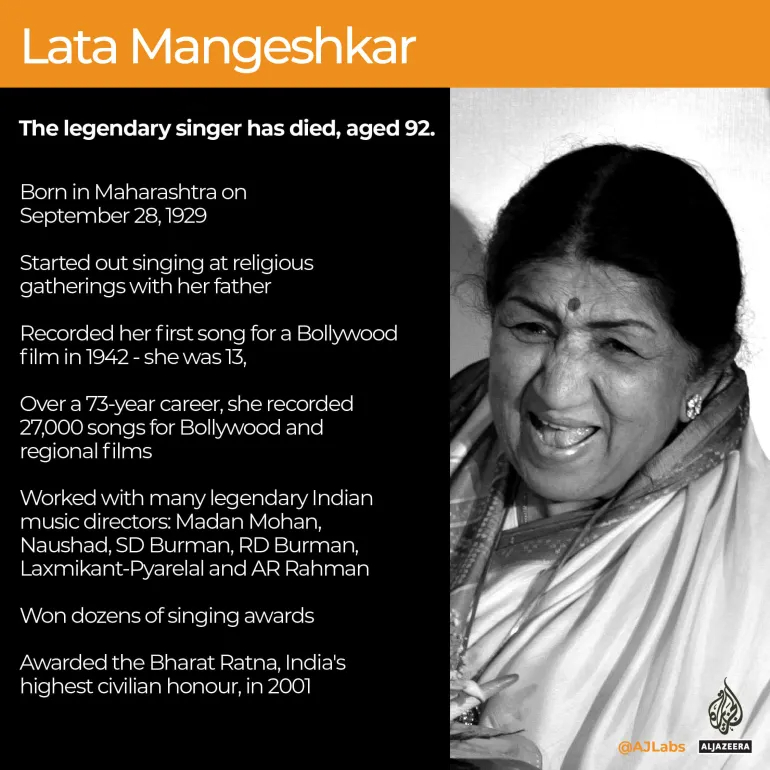 Lata Mangeshkar
The legendary singer has died, aged 92.
Born in Maharashtra on
September 28, 1929
Started out singing at religious
gatherings with her father
Recorded her first song for a Bollywood
film in 1942 - she was 13,
Over a 73-year career, she recorded
27,000 songs for Bollywood and
regional films
Worked with many legendary Indian
music directors: Madan Mohan,
Naushad, SD Burman, RD Burman,
Laxmikant-Pyarelal and AR Rahman
Won dozens of singing awards
Awarded the Bharat Ratna, India's
highest civilian honour, in 2001
@AJLabs
ALJAZEERA